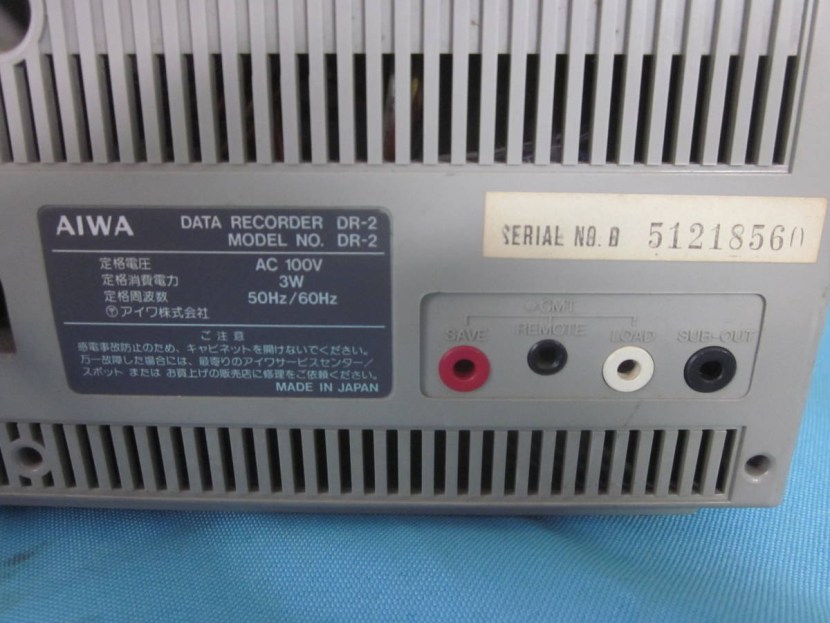 AIWA DATA RECORDER DR-2
MODEL NO. DR-2
定格電圧 AC 100V
定格消費電力 3W
定格周波数 50Hz/60Hz
〒アイワ株式会社
ご注意
感電事故防止のため、キャビネットを開けないでください。
万一故障した場合には、最寄りのアイワサービスセンター/
スポット または お買上げの販売店に修理をご依頼ください。
MADE IN JAPAN
SERIAL NO. 51218560
CMT
SAVE REMOTE LOAD SUB-OUT